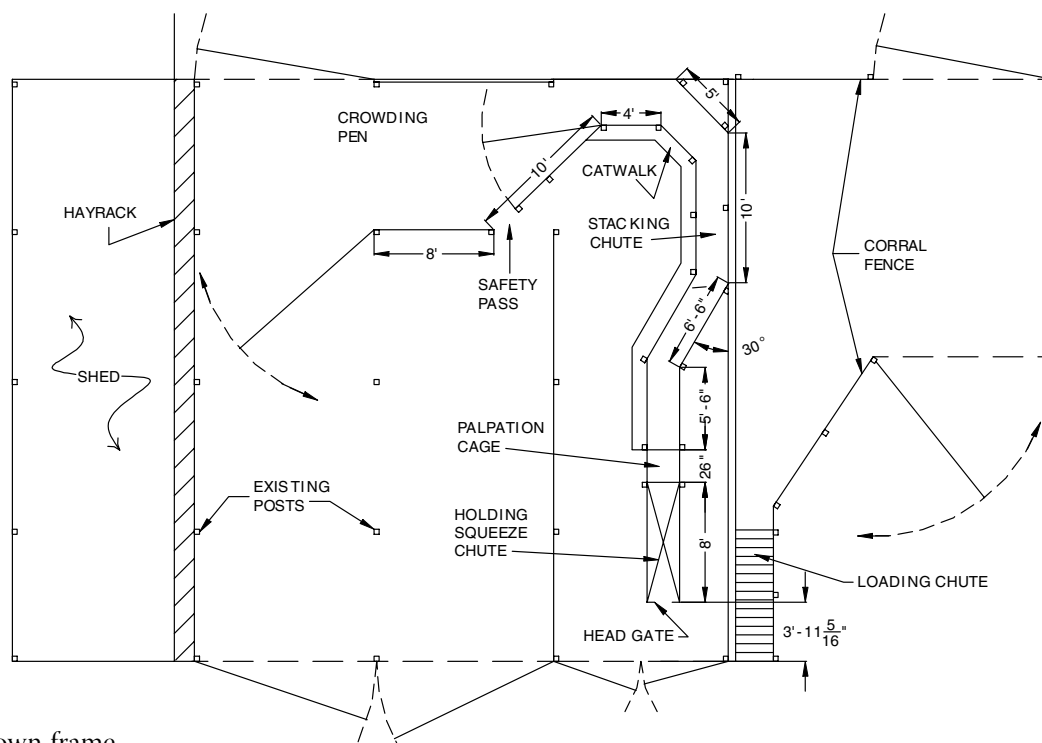 CROWDING
PEN
4'
5'
10'
CATWALK
HAYRACK
STACKING
CHUTE
10'
CORRAL
FENCE
8'
SAFETY
PASS
6'-6"
30°
SHED
5'-6"
PALPATION
CAGE
26"
EXISTING
POSTS
HOLDING
SQUEEZE
CHUTE
8'
LOADING CHUTE
HEAD GATE
3'-11 5/16"